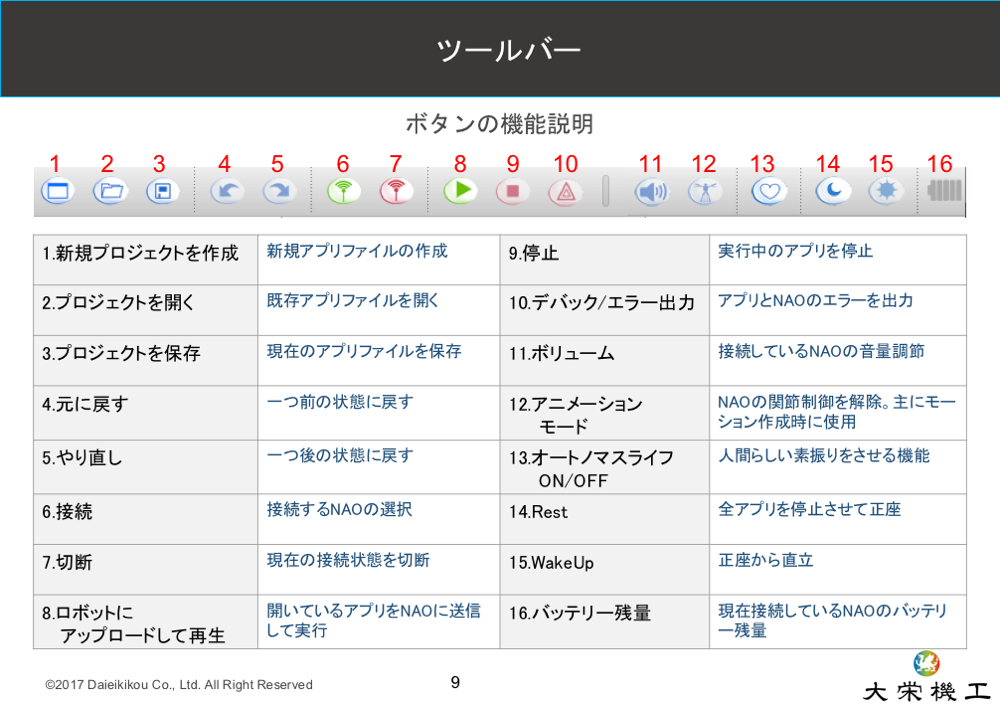 ツールバー
ボタンの機能説明
1 2 3 4 5 6 7 8 9 10 11 12 13 14 15 16
1.新規プロジェクトを作成
新規アプリファイルの作成
9.停止
実行中のアプリを停止
2.プロジェクトを開く
既存アプリファイルを開く
10.デバック/エラー出力
アプリとNAOのエラーを出力
3.プロジェクトを保存
現在のアプリファイルを保存
11.ボリューム
接続しているNAOの音量調節
4.元に戻す
一つ前の状態に戻す
12.アニメーション
モード
NAOの関節制御を解除。主にモー
ション作成時に使用
5.やり直し
一つ後の状態に戻す
13.オートノマスライフ
ON/OFF
人間らしい素振りをさせる機能
6.接続
接続するNAOの選択
14.Rest
全アプリを停止させて正座
7.切断
現在の接続状態を切断
15.WakeUp
正座から直立
8.ロボットに
アップロードして再生
開いているアプリをNAOに送信
して実行
16.バッテリー残量
現在接続しているNAOのバッテリ
ー残量
©2017 Daieikikou Co., Ltd. All Right Reserved
9
大栄機工